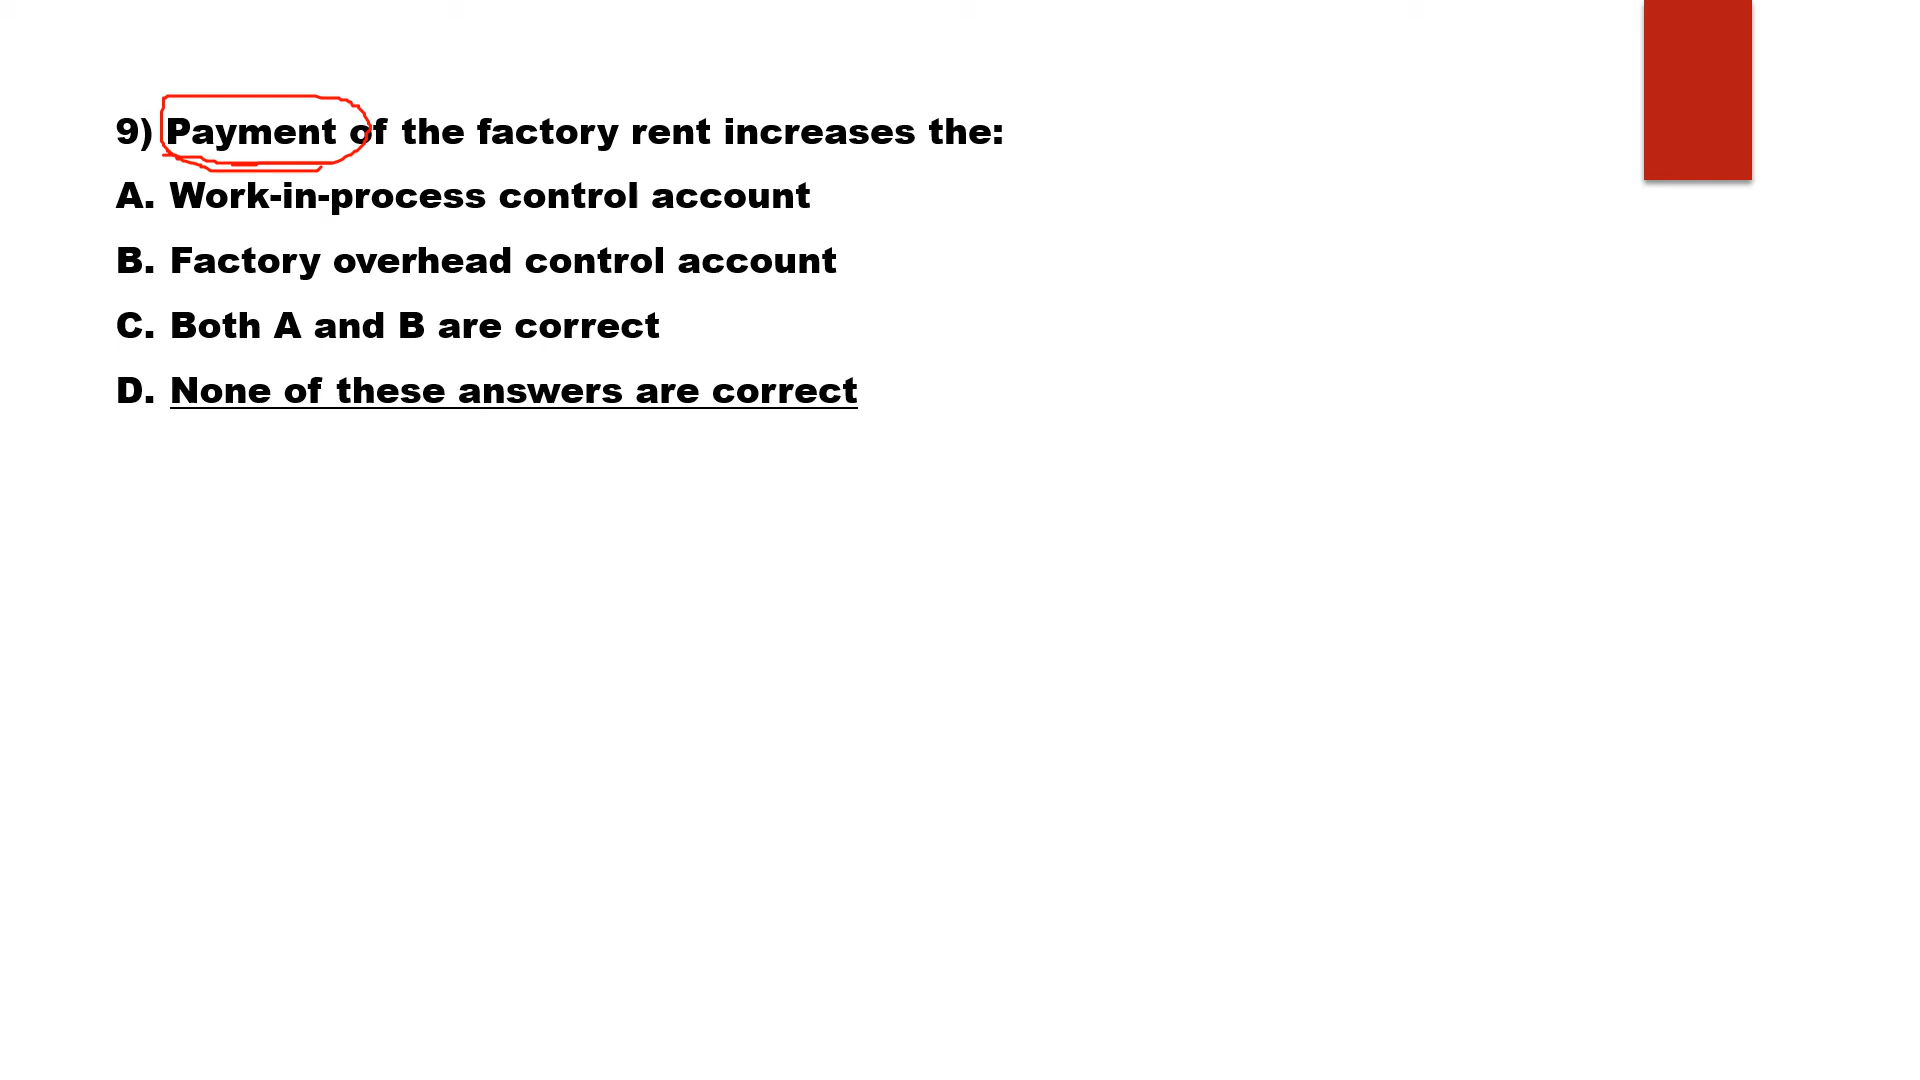 9) Payment of the factory rent increases the:
A. Work-in-process control account
B. Factory overhead control account
C. Both A and B are correct
D. None of these answers are correct